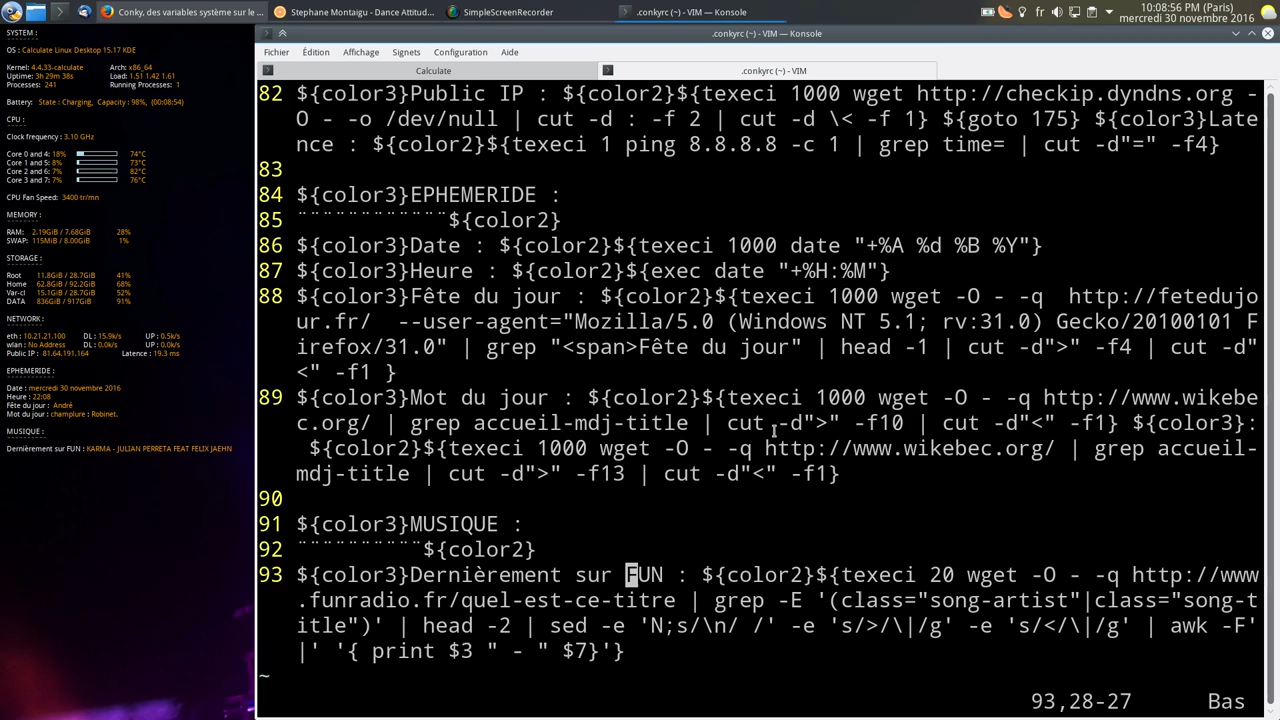 Conky, des variables système sur le ...
Stephane Montaigu - Dance Attitud...
SimpleScreenRecorder
.conkyrc (~) - VIM — Konsole
fr
10:08:56 PM (Paris)
mercredi 30 novembre 2016
SYSTEM :
OS : Calculate Linux Desktop 15.17 KDE
Kernel: 4.4.33-calculate Arch: x86_64
Uptime: 3h 29m 38s Load: 1.51 1.42 1.61
Processes: 241 Running Processes: 1
Battery: State : Charging, Capacity : 98%, (00:08:54)
CPU :
Clock frequency : 3.10 GHz
Core 0 and 4: 18% 74°C
Core 1 and 5: 8% 73°C
Core 2 and 6: 7% 82°C
Core 3 and 7: 7% 76°C
CPU Fan Speed: 3400 tr/mn
MEMORY :
RAM: 2.19GiB / 7.68GiB 28%
SWAP: 115MiB / 8.00GiB 1%
STORAGE :
Root 11.8GiB / 28.7GiB 41%
Home 62.8GiB / 92.2GiB 68%
Var-cl 15.1GiB / 28.7GiB 52%
DATA 836GiB / 917GiB 91%
NETWORK :
eth : 10.21.21.100 DL : 15.9k/s UP : 0.5k/s
wlan : No Address DL : 0.0k/s UP : 0.0k/s
Public IP : 81.64.191.164 Latence : 19.3 ms
EPHEMERIDE :
Date : mercredi 30 novembre 2016
Heure : 22:08
Fête du jour : André
Mot du jour : champlure : Robinet.
MUSIQUE :
Dernièrement sur FUN : KARMA - JULIAN PERRETA FEAT FELIX JAEHN
.conkyrc (~) - VIM — Konsole
Fichier Édition Affichage Signets Configuration Aide
Calculate .conkyrc (~) - VIM
82 ${color3}Public IP : ${color2}${texeci 1000 wget http://checkip.dyndns.org -
O - -o /dev/null | cut -d : -f 2 | cut -d \< -f 1} ${goto 175} ${color3}Late
nce : ${color2}${texeci 1 ping 8.8.8.8 -c 1 | grep time= | cut -d"=" -f4}
83
84 ${color3}EPHEMERIDE :
85 ¨¨¨¨¨¨¨¨¨¨¨¨${color2}
86 ${color3}Date : ${color2}${texeci 1000 date "+%A %d %B %Y"}
87 ${color3}Heure : ${color2}${exec date "+%H:%M"}
88 ${color3}Fête du jour : ${color2}${texeci 1000 wget -O - -q  http://fetedujo
ur.fr/  --user-agent="Mozilla/5.0 (Windows NT 5.1; rv:31.0) Gecko/20100101 F
irefox/31.0" | grep "<span>Fête du jour" | head -1 | cut -d">" -f4 | cut -d"
<" -f1 }
89 ${color3}Mot du jour : ${color2}${texeci 1000 wget -O - -q http://www.wikebe
c.org/ | grep accueil-mdj-title | cut -d">" -f10 | cut -d"<" -f1} ${color3}:
${color2}${texeci 1000 wget -O - -q http://www.wikebec.org/ | grep accueil-
mdj-title | cut -d">" -f13 | cut -d"<" -f1}
90
91 ${color3}MUSIQUE :
92 ¨¨¨¨¨¨¨¨¨¨${color2}
93 ${color3}Dernièrement sur FUN : ${color2}${texeci 20 wget -O - -q http://www
.funradio.fr/quel-est-ce-titre | grep -E '(class="song-artist"|class="song-t
itle")' | head -2 | sed -e 'N;s/\n/ /' -e 's/>/\|/g' -e 's/</\|/g' | awk -F'
|' '{ print $3 " - " $7}'}
~
93,28-27 Bas